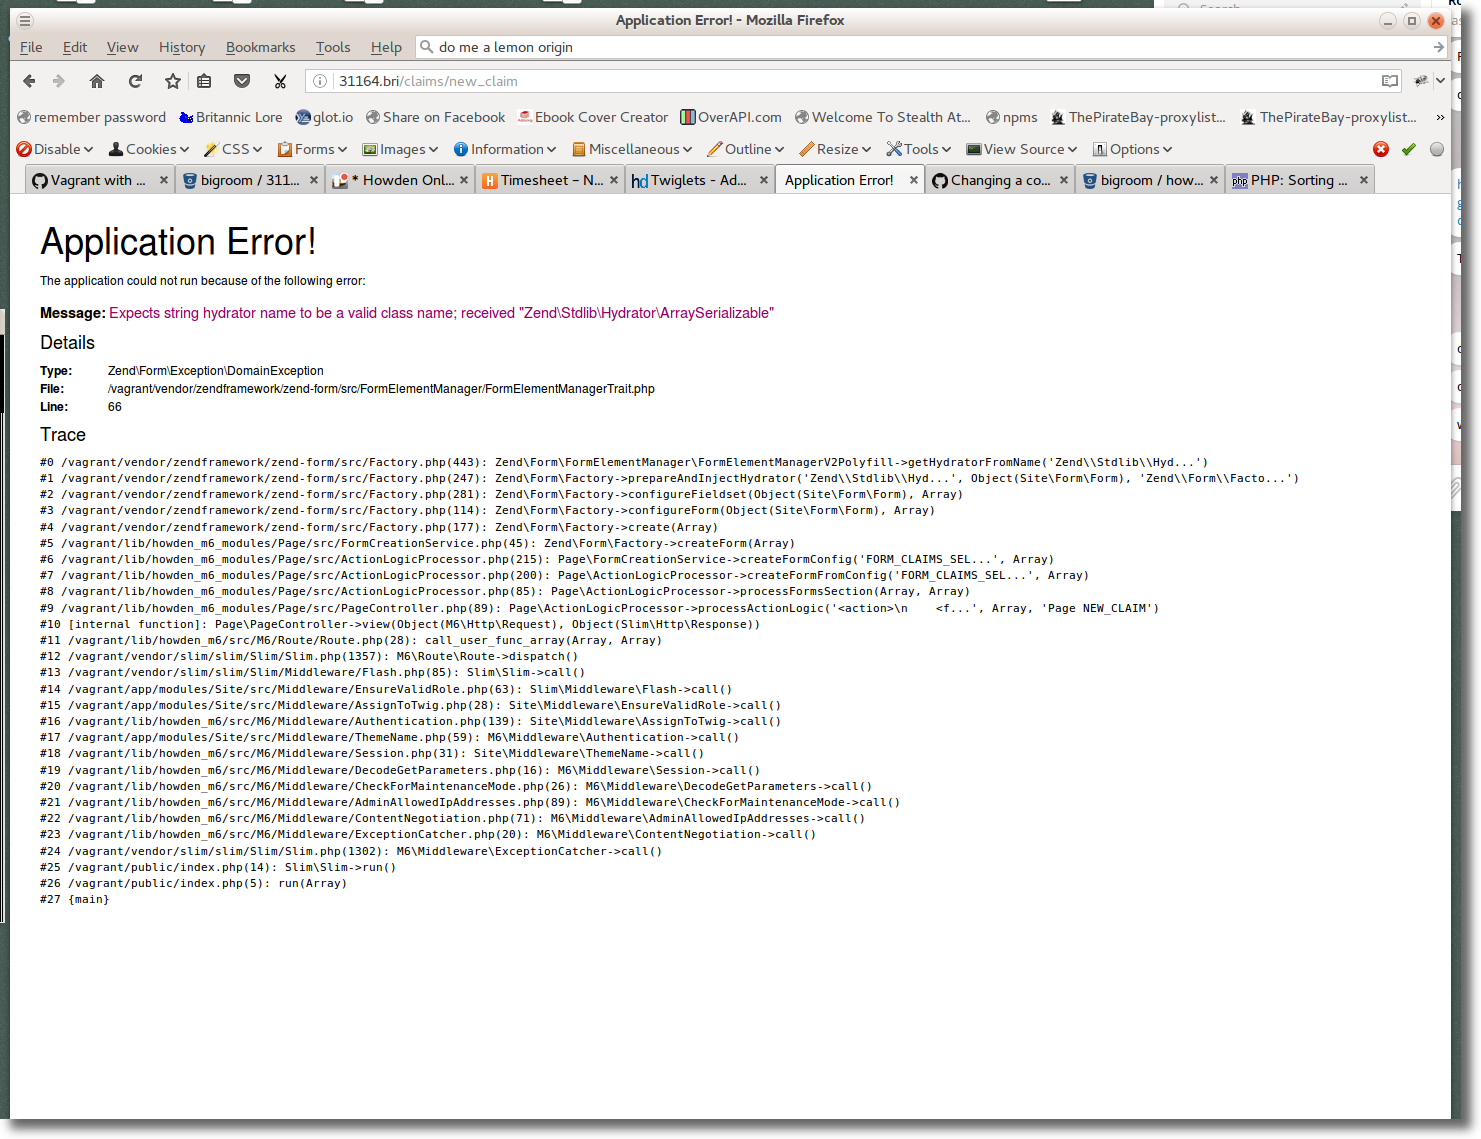 Search
Application Error! - Mozilla Firefox
File Edit View History Bookmarks Tools Help do me a lemon origin
31164.bri/claims/new_claim
remember password Britannic Lore glot.io Share on Facebook Ebook Cover Creator OverAPI.com Welcome To Stealth At... npms ThePirateBay-proxylist... ThePirateBay-proxylist... »
Disable Cookies CSS Forms Images Information Miscellaneous Outline Resize Tools View Source Options
Vagrant with ... bigroom / 311... * Howden Onl... Timesheet – N... Twiglets - Ad... Application Error! Changing a co... bigroom / how... PHP: Sorting ...
Application Error!
The application could not run because of the following error:
Message: Expects string hydrator name to be a valid class name; received "Zend\Stdlib\Hydrator\ArraySerializable"
Details
Type: Zend\Form\Exception\DomainException
File: /vagrant/vendor/zendframework/zend-form/src/FormElementManager/FormElementManagerTrait.php
Line: 66
Trace
#0 /vagrant/vendor/zendframework/zend-form/src/Factory.php(443): Zend\Form\FormElementManager\FormElementManagerV2Polyfill->getHydratorFromName('Zend\\Stdlib\\Hyd...')
#1 /vagrant/vendor/zendframework/zend-form/src/Factory.php(247): Zend\Form\Factory->prepareAndInjectHydrator('Zend\\Stdlib\\Hyd...', Object(Site\Form\Form), 'Zend\\Form\\Facto...')
#2 /vagrant/vendor/zendframework/zend-form/src/Factory.php(281): Zend\Form\Factory->configureFieldset(Object(Site\Form\Form), Array)
#3 /vagrant/vendor/zendframework/zend-form/src/Factory.php(114): Zend\Form\Factory->configureForm(Object(Site\Form\Form), Array)
#4 /vagrant/vendor/zendframework/zend-form/src/Factory.php(177): Zend\Form\Factory->create(Array)
#5 /vagrant/lib/howden_m6_modules/Page/src/FormCreationService.php(45): Zend\Form\Factory->createForm(Array)
#6 /vagrant/lib/howden_m6_modules/Page/src/ActionLogicProcessor.php(215): Page\FormCreationService->createFormConfig('FORM_CLAIMS_SEL...', Array)
#7 /vagrant/lib/howden_m6_modules/Page/src/ActionLogicProcessor.php(200): Page\ActionLogicProcessor->createFormFromConfig('FORM_CLAIMS_SEL...', Array)
#8 /vagrant/lib/howden_m6_modules/Page/src/ActionLogicProcessor.php(85): Page\ActionLogicProcessor->processFormsSection(Array, Array)
#9 /vagrant/lib/howden_m6_modules/Page/src/PageController.php(89): Page\ActionLogicProcessor->processActionLogic('<action>\n    <f...', Array, 'Page NEW_CLAIM')
#10 [internal function]: Page\PageController->view(Object(M6\Http\Request), Object(Slim\Http\Response))
#11 /vagrant/lib/howden_m6/src/M6/Route/Route.php(28): call_user_func_array(Array, Array)
#12 /vagrant/vendor/slim/slim/Slim/Slim.php(1357): M6\Route\Route->dispatch()
#13 /vagrant/vendor/slim/slim/Slim/Middleware/Flash.php(85): Slim\Slim->call()
#14 /vagrant/app/modules/Site/src/Middleware/EnsureValidRole.php(63): Slim\Middleware\Flash->call()
#15 /vagrant/app/modules/Site/src/Middleware/AssignToTwig.php(28): Site\Middleware\EnsureValidRole->call()
#16 /vagrant/lib/howden_m6/src/M6/Middleware/Authentication.php(139): Site\Middleware\AssignToTwig->call()
#17 /vagrant/app/modules/Site/src/Middleware/ThemeName.php(59): M6\Middleware\Authentication->call()
#18 /vagrant/lib/howden_m6/src/M6/Middleware/Session.php(31): Site\Middleware\ThemeName->call()
#19 /vagrant/lib/howden_m6/src/M6/Middleware/DecodeGetParameters.php(16): M6\Middleware\Session->call()
#20 /vagrant/lib/howden_m6/src/M6/Middleware/CheckForMaintenanceMode.php(26): M6\Middleware\DecodeGetParameters->call()
#21 /vagrant/lib/howden_m6/src/M6/Middleware/AdminAllowedIpAddresses.php(89): M6\Middleware\CheckForMaintenanceMode->call()
#22 /vagrant/lib/howden_m6/src/M6/Middleware/ContentNegotiation.php(71): M6\Middleware\AdminAllowedIpAddresses->call()
#23 /vagrant/lib/howden_m6/src/M6/Middleware/ExceptionCatcher.php(20): M6\Middleware\ContentNegotiation->call()
#24 /vagrant/vendor/slim/slim/Slim/Slim.php(1302): M6\Middleware\ExceptionCatcher->call()
#25 /vagrant/public/index.php(14): Slim\Slim->run()
#26 /vagrant/public/index.php(5): run(Array)
#27 {main}